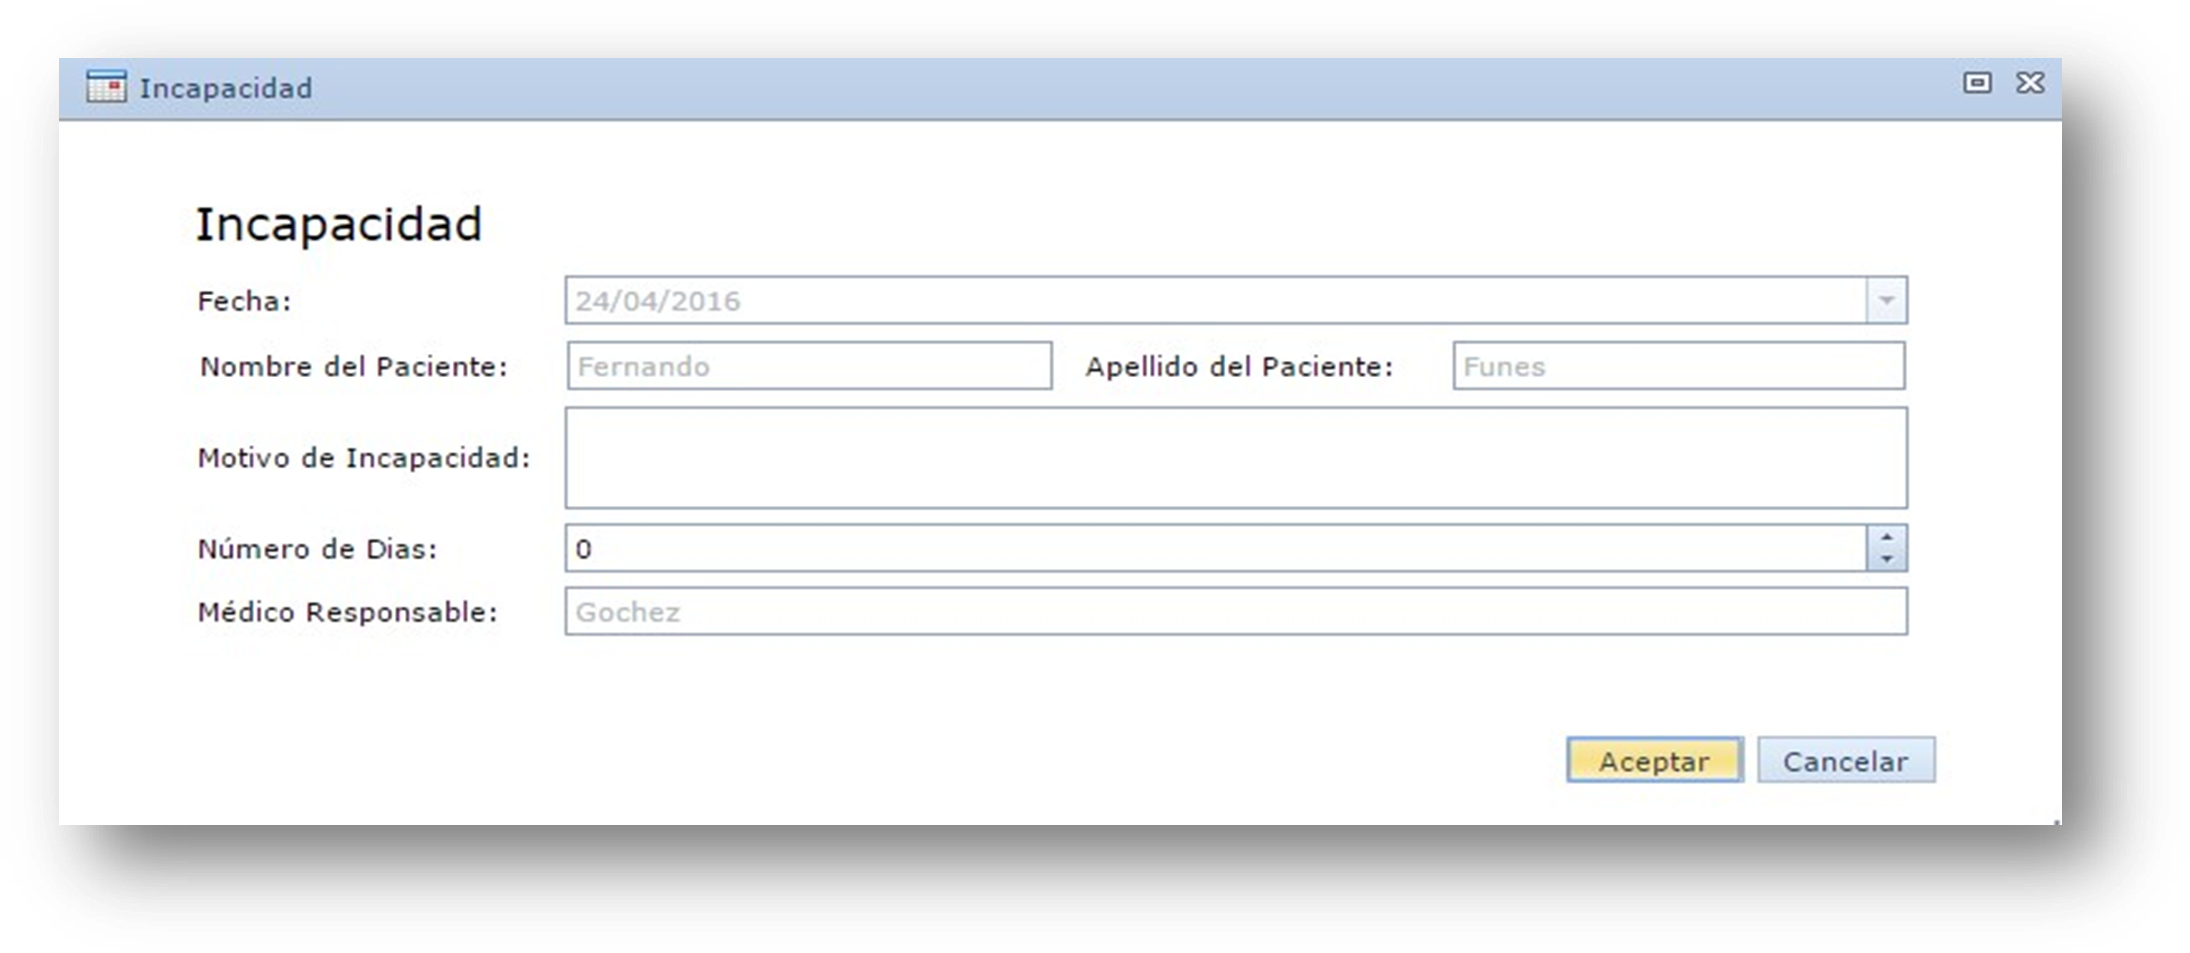 Incapacidad
Incapacidad
Fecha: 24/04/2016
Nombre del Paciente: Fernando Apellido del Paciente: Funes
Motivo de Incapacidad:
Número de Dias: 0
Médico Responsable: Gochez
Aceptar Cancelar